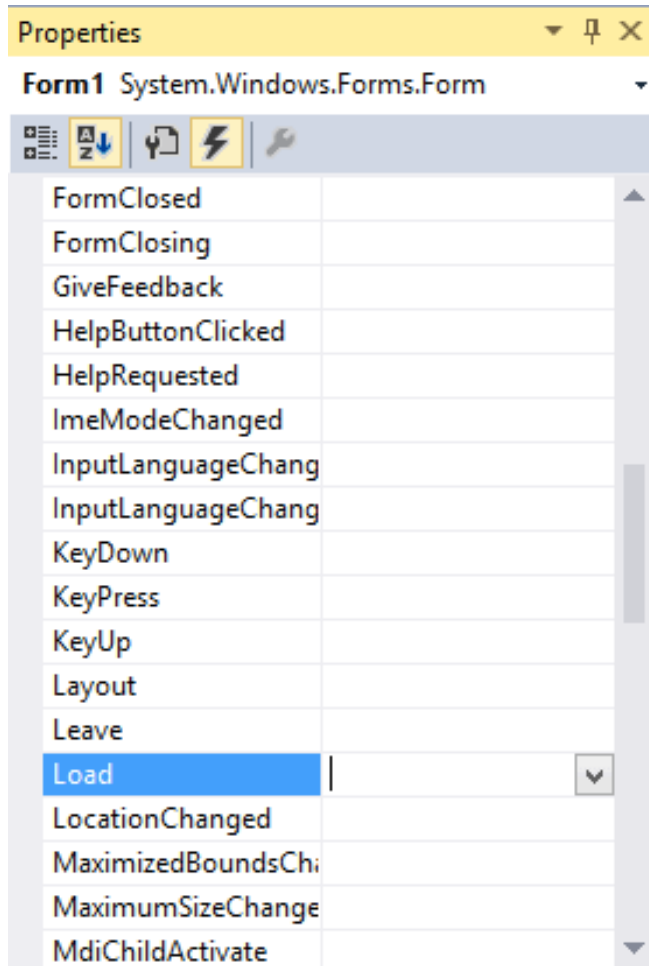 Properties
Form1 System.Windows.Forms.Form
FormClosed
FormClosing
GiveFeedback
HelpButtonClicked
HelpRequested
ImeModeChanged
InputLanguageChang
InputLanguageChang
KeyDown
KeyPress
KeyUp
Layout
Leave
Load
LocationChanged
MaximizedBoundsCha
MaximumSizeChange
MdiChildActivate